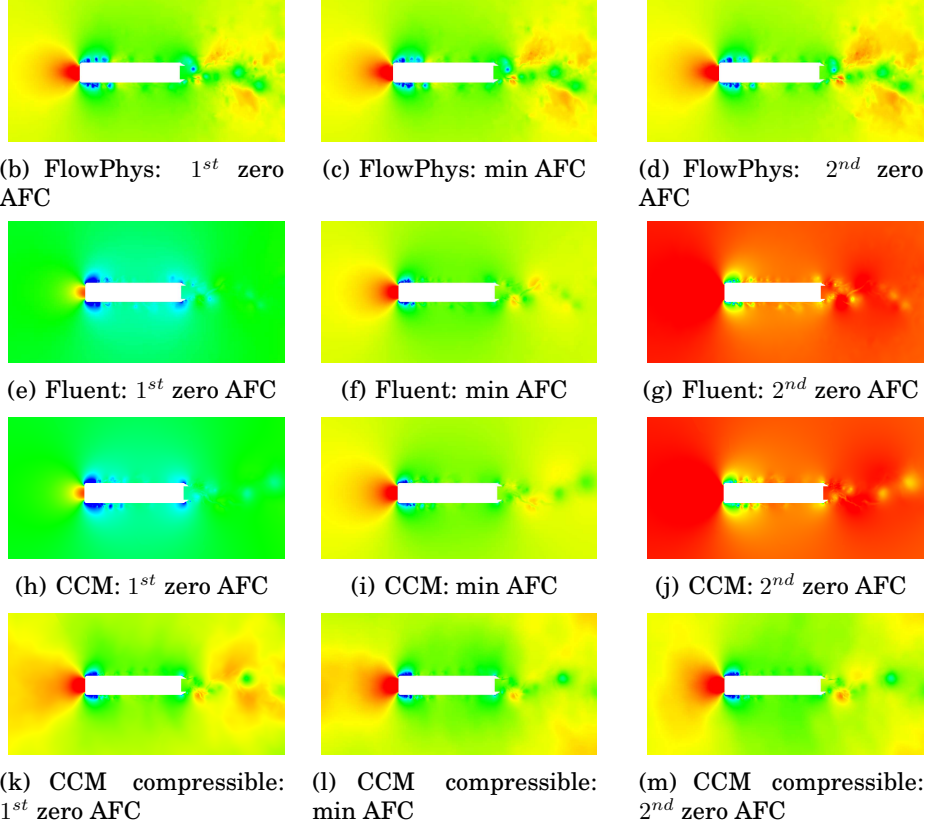 (b) FlowPhys: 1st zero AFC
(c) FlowPhys: min AFC
(d) FlowPhys: 2nd zero AFC
(e) Fluent: 1st zero AFC
(f) Fluent: min AFC
(g) Fluent: 2nd zero AFC
(h) CCM: 1st zero AFC
(i) CCM: min AFC
(j) CCM: 2nd zero AFC
(k) CCM compressible:
1st zero AFC
(l) CCM compressible:
min AFC
(m) CCM compressible:
2nd zero AFC